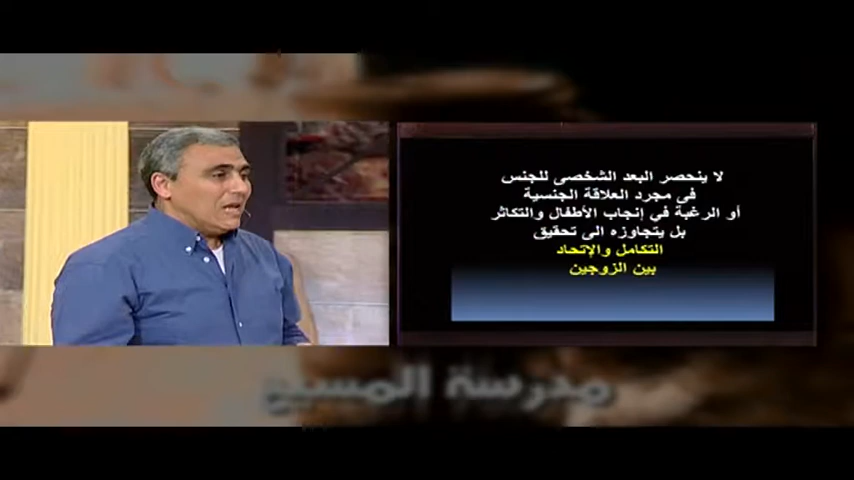 لا ينحصر البعد الشخصى للجنس
فى مجرد العلاقة الجنسية
أو الرغبة في إنجاب الأطفال والتكاثر
بل يتجاوزه الى تحقيق
التكامل والإتحاد
بين الزوجين
مدرسة المسيح